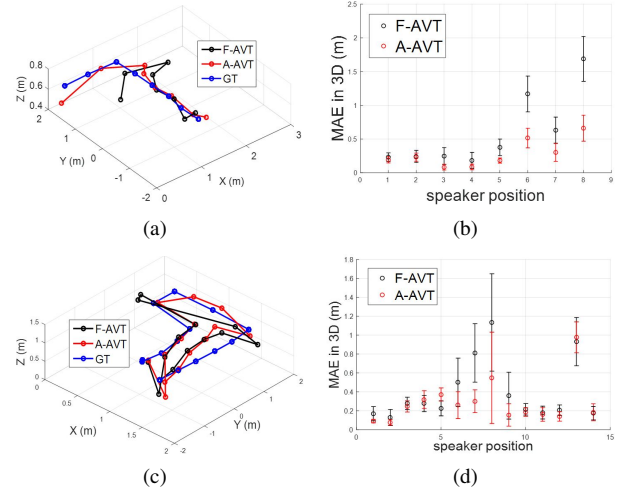 F-AVT
A-AVT
GT
Z (m)
0.8
0.6
0.4
2
1
0
-1
-2
Y (m)
0
1
2
3
X (m)
(a)
F-AVT
A-AVT
MAE in 3D (m)
2.5
2
1.5
1
0.5
0
0 1 2 3 4 5 6 7 8 9
speaker position
(b)
F-AVT
A-AVT
GT
Z (m)
1.5
1
0.5
0
0
0.5
1
1.5
2
X (m)
-2
-1
0
1
2
Y (m)
(c)
F-AVT
A-AVT
MAE in 3D (m)
1.8
1.6
1.4
1.2
1
0.8
0.6
0.4
0.2
0
0 5 10 15
speaker position
(d)